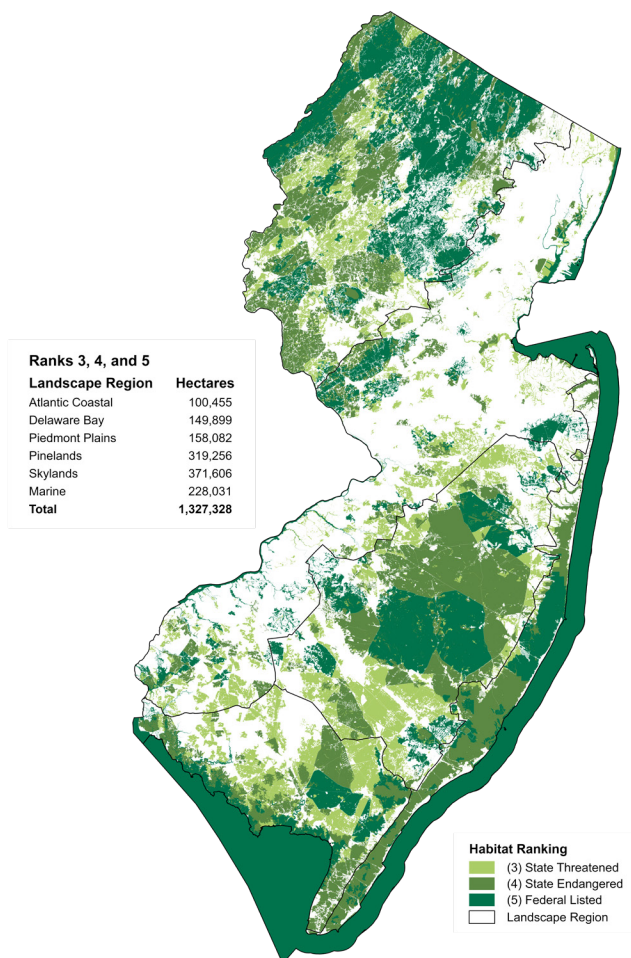 Ranks 3, 4, and 5
Landscape Region Hectares
Atlantic Coastal 100,455
Delaware Bay 149,899
Piedmont Plains 158,082
Pinelands 319,256
Skylands 371,606
Marine 228,031
Total 1,327,328
Habitat Ranking
(3) State Threatened
(4) State Endangered
(5) Federal Listed
Landscape Region